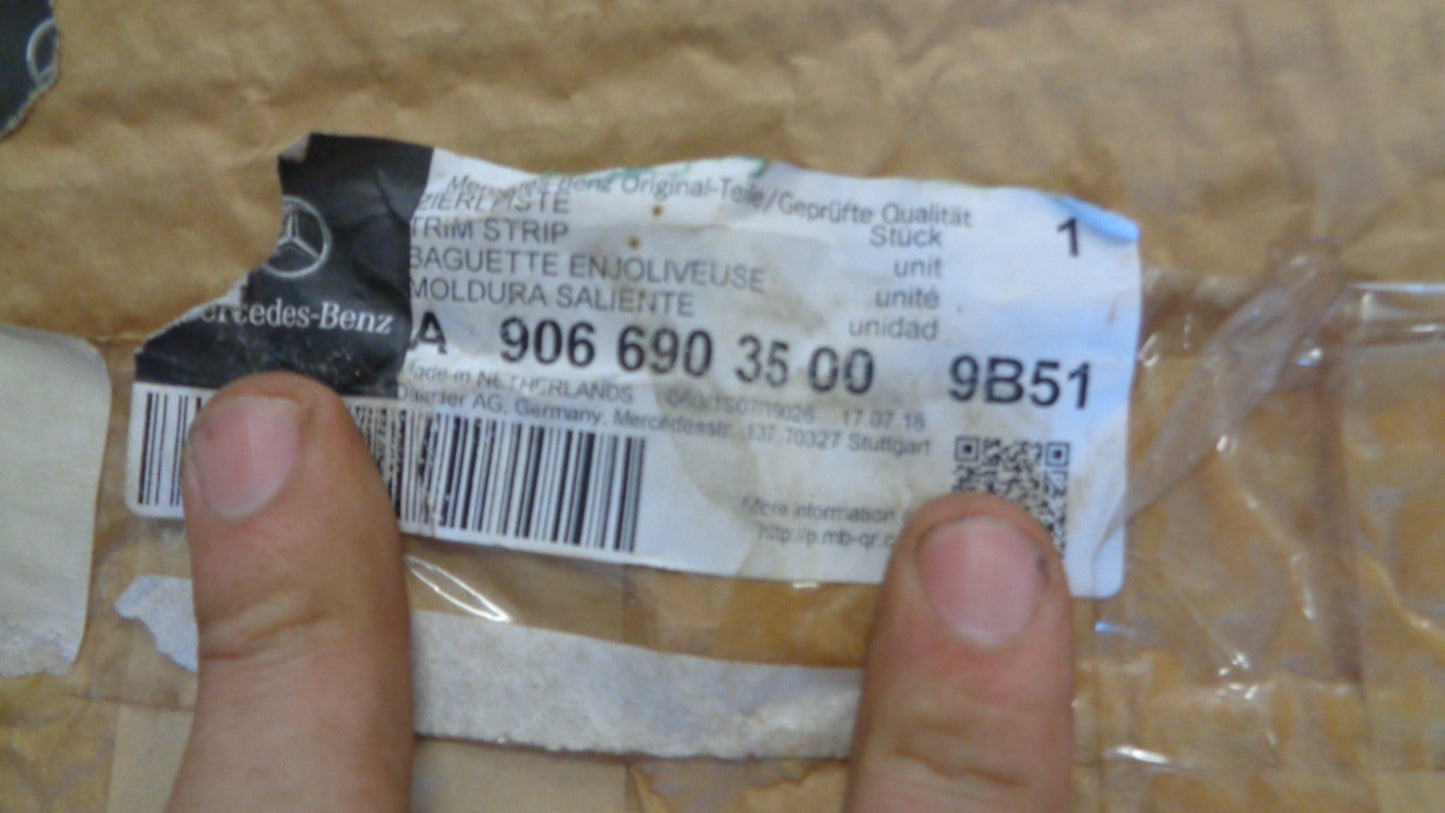 Mercedes-Benz Original-Teile/Geprüfte Qualität
ZIERLEISTE
TRIM STRIP
BAGUETTE ENJOLIVEUSE
MOLDURA SALIENTE
Stück
unit
unité
unidad
1
Mercedes-Benz
A 906 690 35 00 9B51
Made in NETHERLANDS 17.07.18
Daimler AG, Germany, Mercedesstr. 137, 70327 Stuttgart
More information
http://p.mb-qr.c